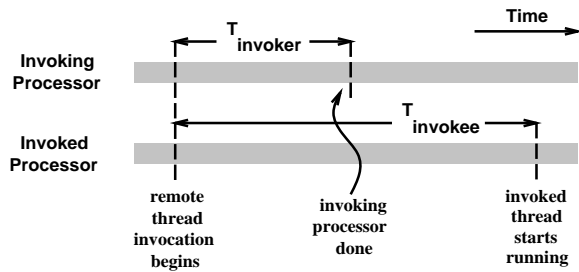 Time
T invoker
Invoking
Processor
T invokee
Invoked
Processor
remote
thread
invocation
begins
invoking
processor
done
invoked
thread
starts
running